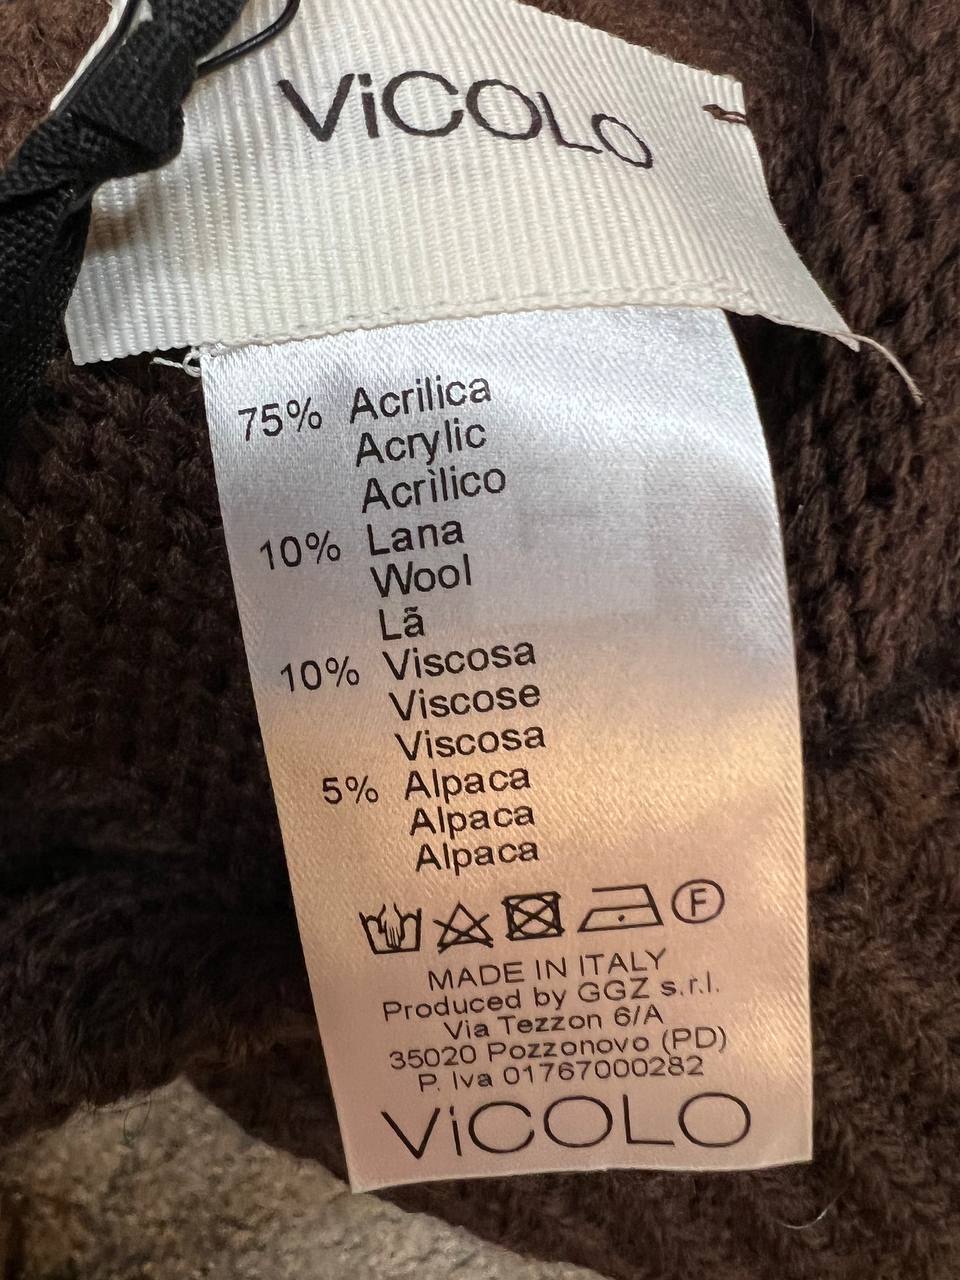 ViCOLO
75% Acrilica
Acrylic
Acrìlico
10% Lana
Wool
Lã
10% Viscosa
Viscose
Viscosa
5% Alpaca
Alpaca
Alpaca
F
MADE IN ITALY
Produced by GGZ s.r.l.
Via Tezzon 6/A
35020 Pozzonovo (PD)
P. Iva 01767000282
ViCOLO